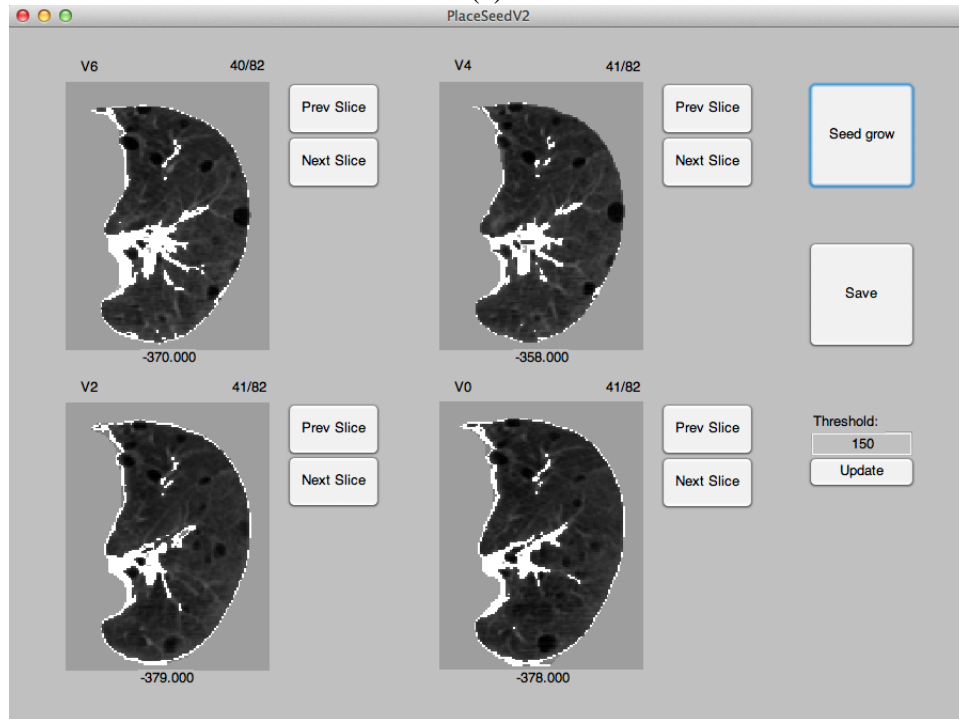 PlaceSeedV2
V6 40/82
Prev Slice
Next Slice
-370.000
V4 41/82
Prev Slice
Next Slice
-358.000
Seed grow
Save
V2 41/82
Prev Slice
Next Slice
-379.000
V0 41/82
Prev Slice
Next Slice
-378.000
Threshold:
150
Update